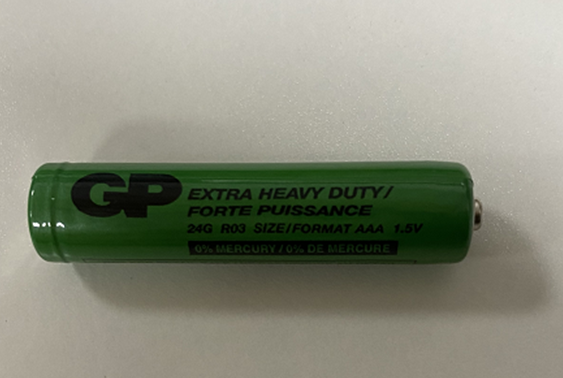 GP
EXTRA HEAVY DUTY/
FORTE PUISSANCE
24G R03 SIZE/FORMAT AAA 1.5V
0% MERCURY/0% DE MERCURE